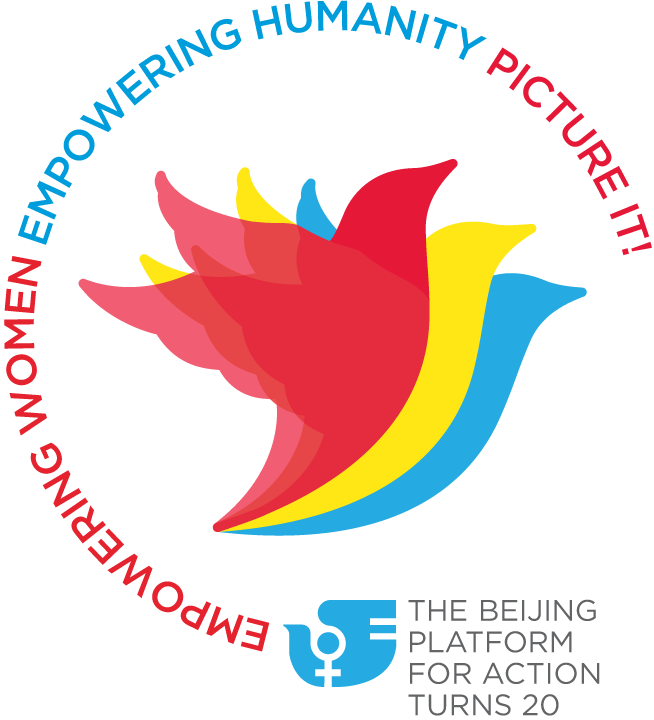 EMPOWERING WOMEN EMPOWERING HUMANITY PICTURE IT!
THE BEIJING
PLATFORM
FOR ACTION
TURNS 20